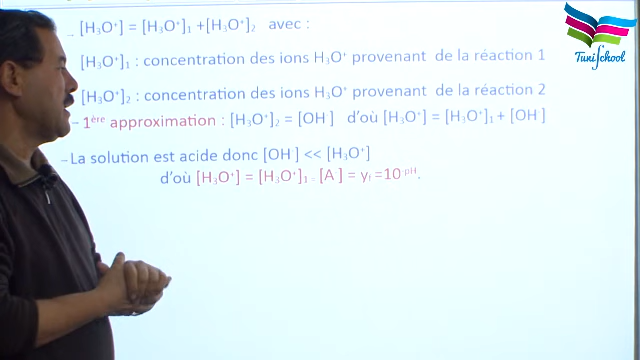 [H₃O⁺] = [H₃O⁺]₁ +[H₃O⁺]₂ avec :
[H₃O⁺]₁ : concentration des ions H₃O⁺ provenant de la réaction 1
[H₃O⁺]₂ : concentration des ions H₃O⁺ provenant de la réaction 2
– 1ère approximation : [H₃O⁺]₂ = [OH⁻] d'où [H₃O⁺] = [H₃O⁺]₁ + [OH⁻]
– La solution est acide donc [OH⁻] << [H₃O⁺]
d'où [H₃O⁺] = [H₃O⁺]₁ = [A⁻] = yf =10⁻ᵖᴴ.
Tuni School